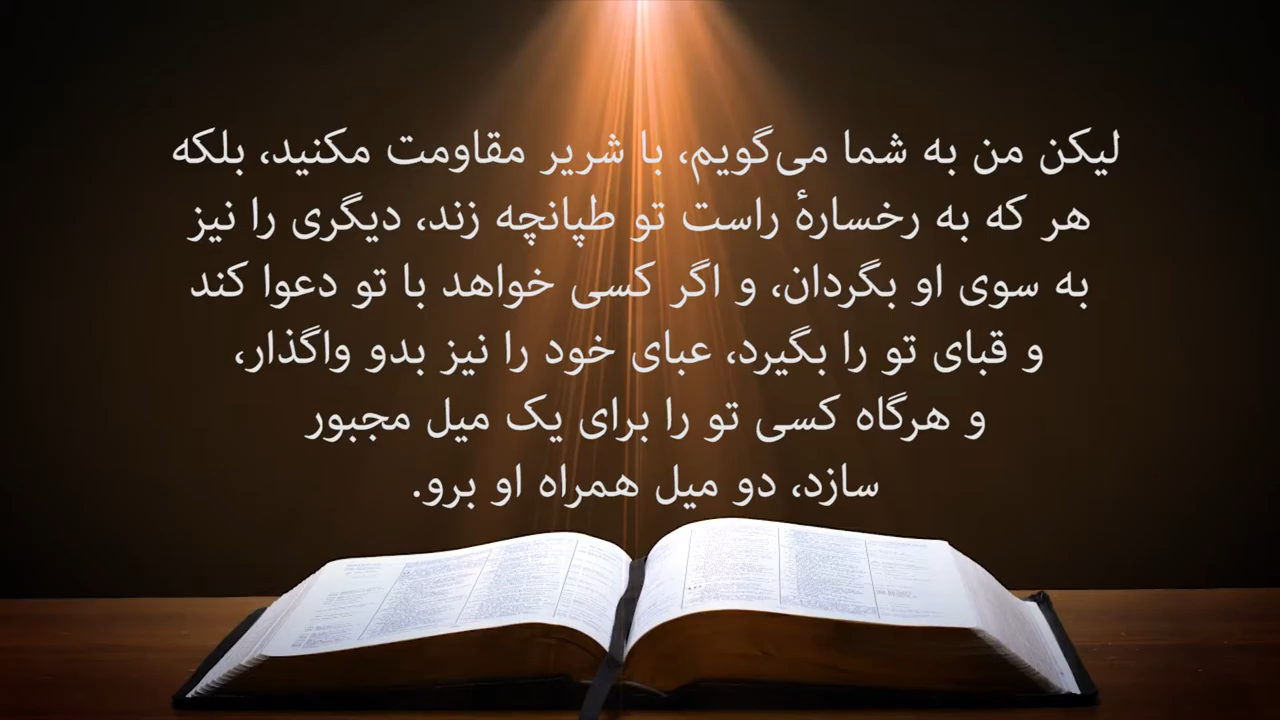 لیکن من به شما می‌گویم، با شریر مقاومت مکنید، بلکه
هر که به رخسارهٔ راست تو طپانچه زند، دیگری را نیز
به سوی او بگردان، و اگر کسی خواهد با تو دعوا کند
و قبای تو را بگیرد، عبای خود را نیز بدو واگذار،
و هرگاه کسی تو را برای یک میل مجبور
سازد، دو میل همراه او برو.